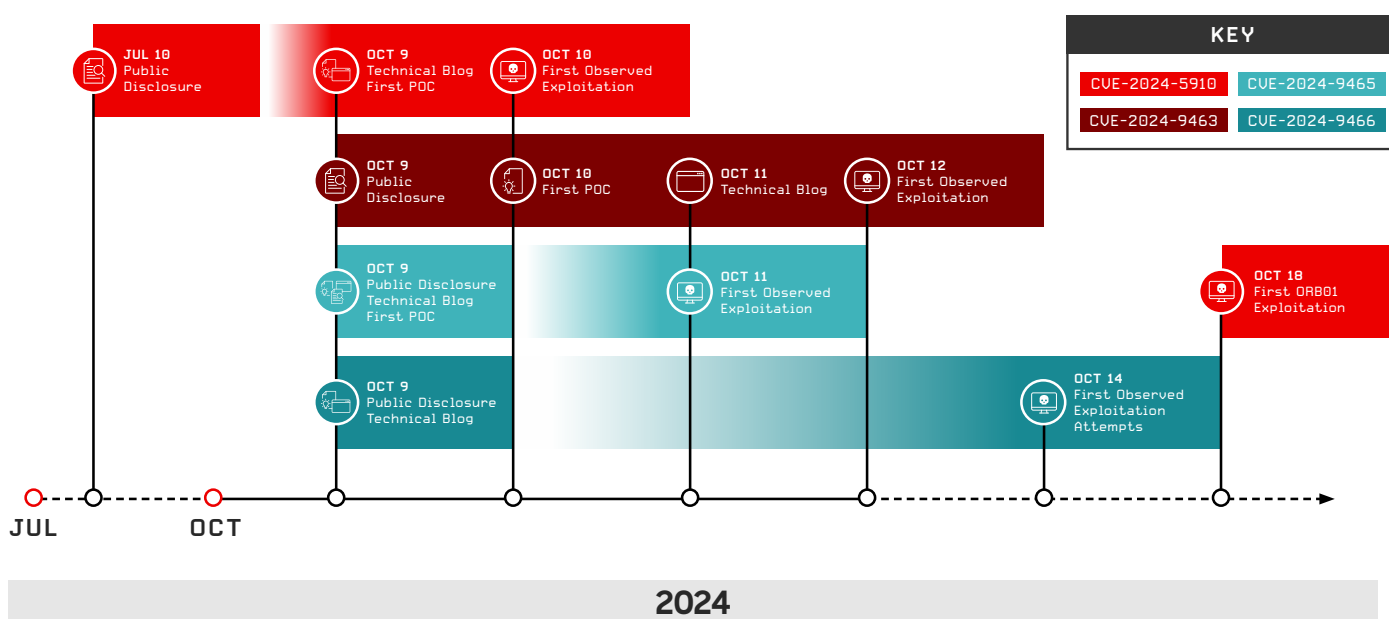 KEY
CVE-2024-5910
CVE-2024-9465
CVE-2024-9463
CVE-2024-9466
JUL 10
Public
Disclosure
OCT 9
Technical Blog
First POC
OCT 10
First Observed
Exploitation
OCT 9
Public
Disclosure
OCT 10
First POC
OCT 11
Technical Blog
OCT 12
First Observed
Exploitation
OCT 9
Public Disclosure
Technical Blog
First POC
OCT 11
First Observed
Exploitation
OCT 18
First ORB01
Exploitation
OCT 9
Public Disclosure
Technical Blog
OCT 14
First Observed
Exploitation
Attempts
JUL
OCT
2024